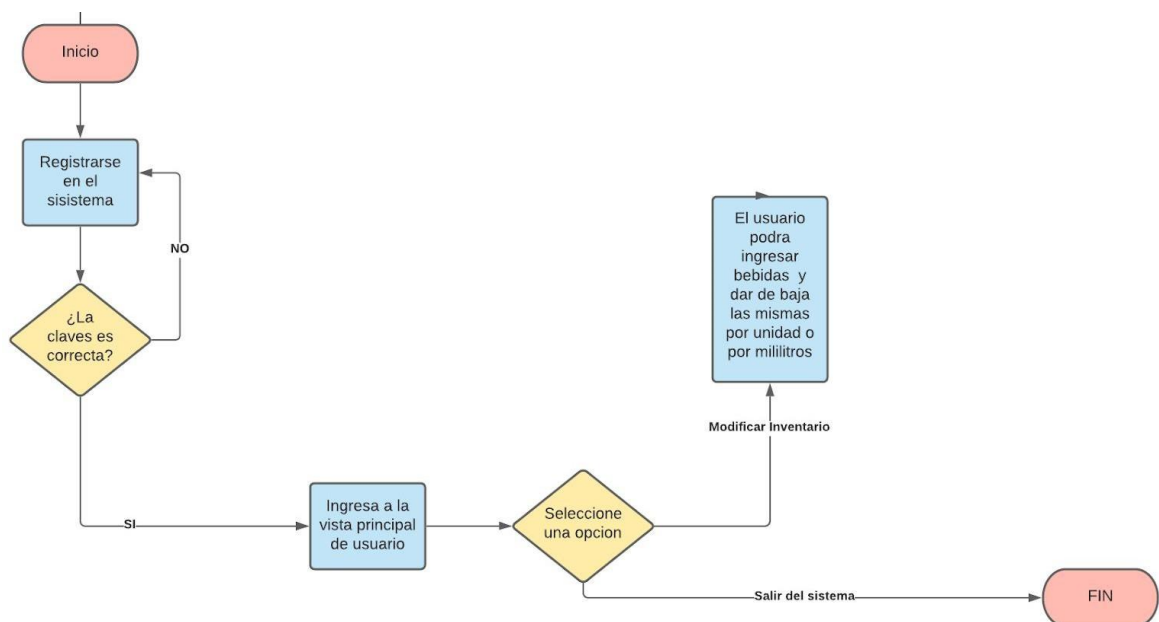 Inicio
Registrarse
en el
sisistema
NO
¿La
claves es
correcta?
SI
Ingresa a la
vista principal
de usuario
Seleccione
una opcion
Modificar Inventario
El usuario
podra
ingresar
bebidas y
dar de baja
las mismas
por unidad o
por mililitros
Salir del sistema
FIN